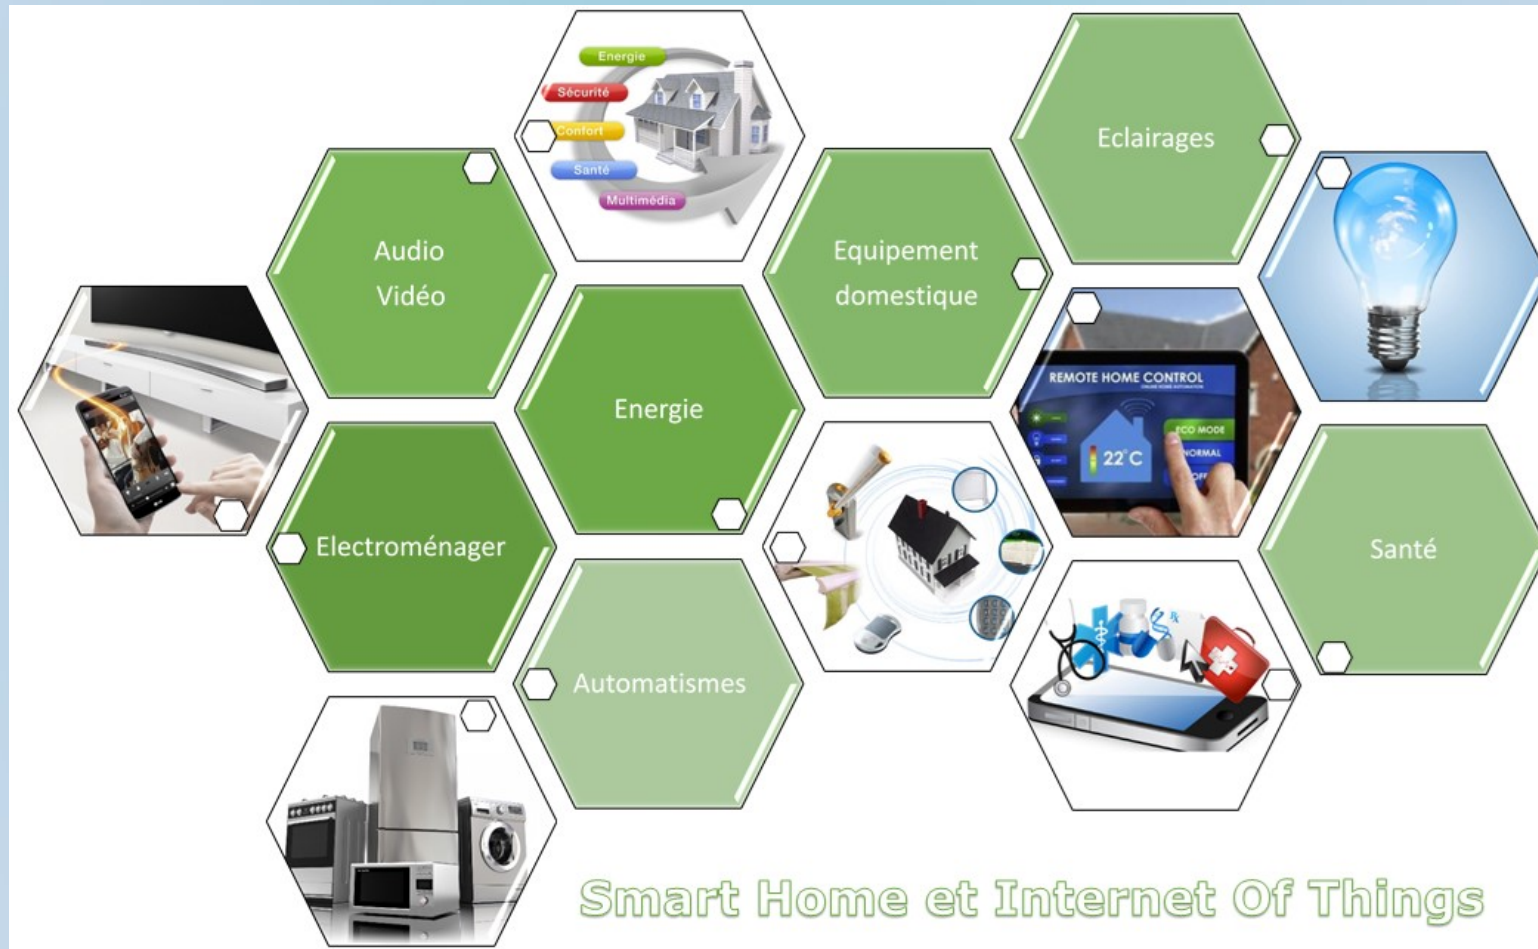 Energie
Sécurité
Confort
Santé
Multimédia
Eclairages
Audio
Vidéo
Equipement
domestique
Energie
REMOTE HOME CONTROL
ECO MODE
22°C
NORMAL
OFF
Electroménager
Santé
Automatismes
Smart Home et Internet Of Things